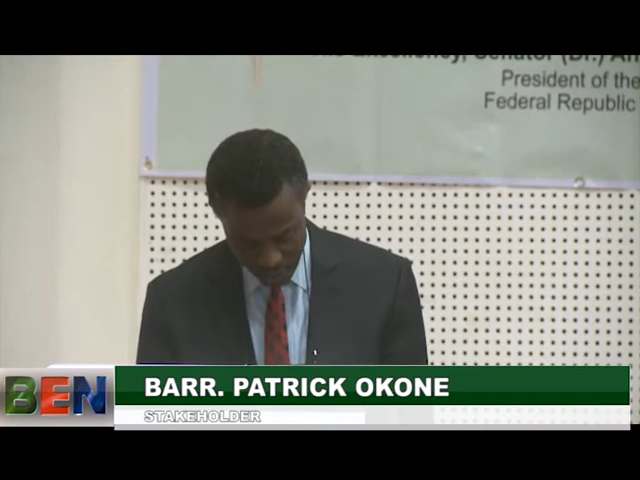 Excellency, Senator (Dr.)
President of the
Federal Republic
BEN
BARR. PATRICK OKONE
STAKEHOLDER